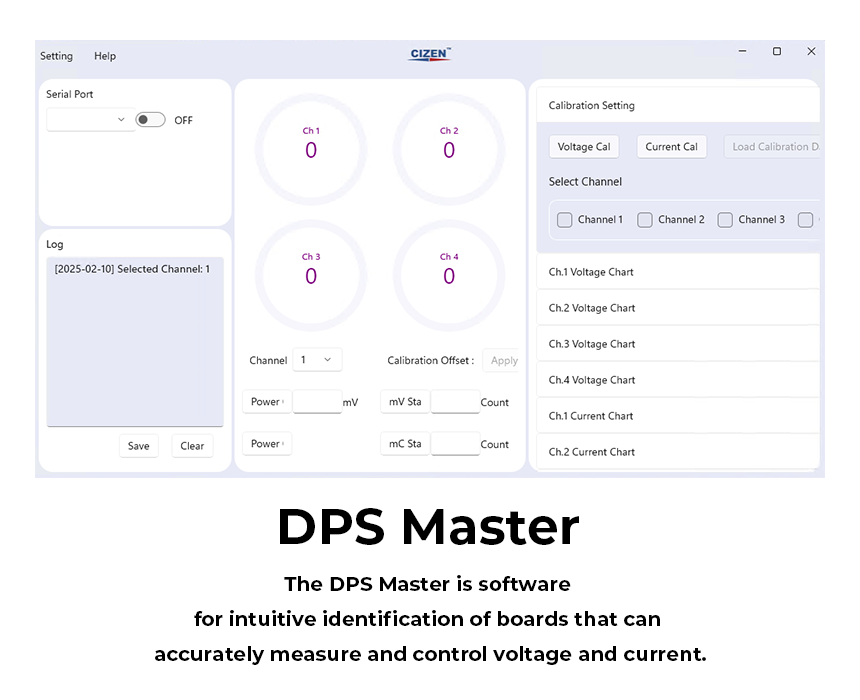 Setting Help
CIZEN™
Serial Port
OFF
Log
[2025-02-10] Selected Channel: 1
Save Clear
Ch 1
0
Ch 2
0
Ch 3
0
Ch 4
0
Channel 1 Calibration Offset : Apply
Power mV mV Sta Count
Power mC Sta Count
Calibration Setting
Voltage Cal Current Cal Load Calibration D
Select Channel
Channel 1 Channel 2 Channel 3
Ch.1 Voltage Chart
Ch.2 Voltage Chart
Ch.3 Voltage Chart
Ch.4 Voltage Chart
Ch.1 Current Chart
Ch.2 Current Chart
DPS Master
The DPS Master is software
for intuitive identification of boards that can
accurately measure and control voltage and current.